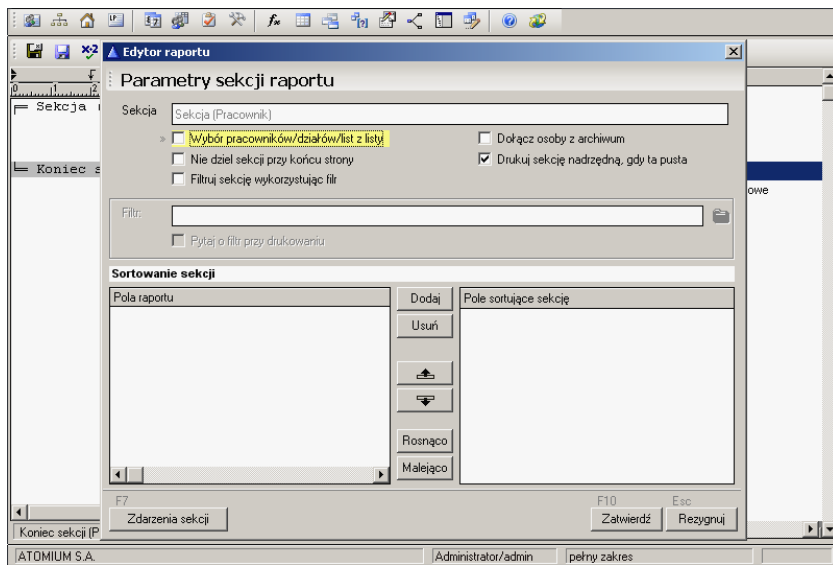 Edytor raportu
Parametry sekcji raportu
Sekcja
Sekcja (Pracownik)
» Wybór pracowników/działów/list z listy
Dołącz osoby z archiwum
Nie dziel sekcji przy końcu strony
Drukuj sekcję nadrzędną, gdy ta pusta
Filtruj sekcję wykorzystując filr
Filtr:
Pytaj o filtr przy drukowaniu
Sortowanie sekcji
Pola raportu
Dodaj
Pole sortujące sekcję
Usuń
Rosnąco
Malejąco
F7
F10
Esc
Zdarzenia sekcji
Zatwierdź
Rezygnuj
Sekcja
Koniec s
owe
Koniec sekcji (P
ATOMIUM S.A.
Administrator/admin
pełny zakres